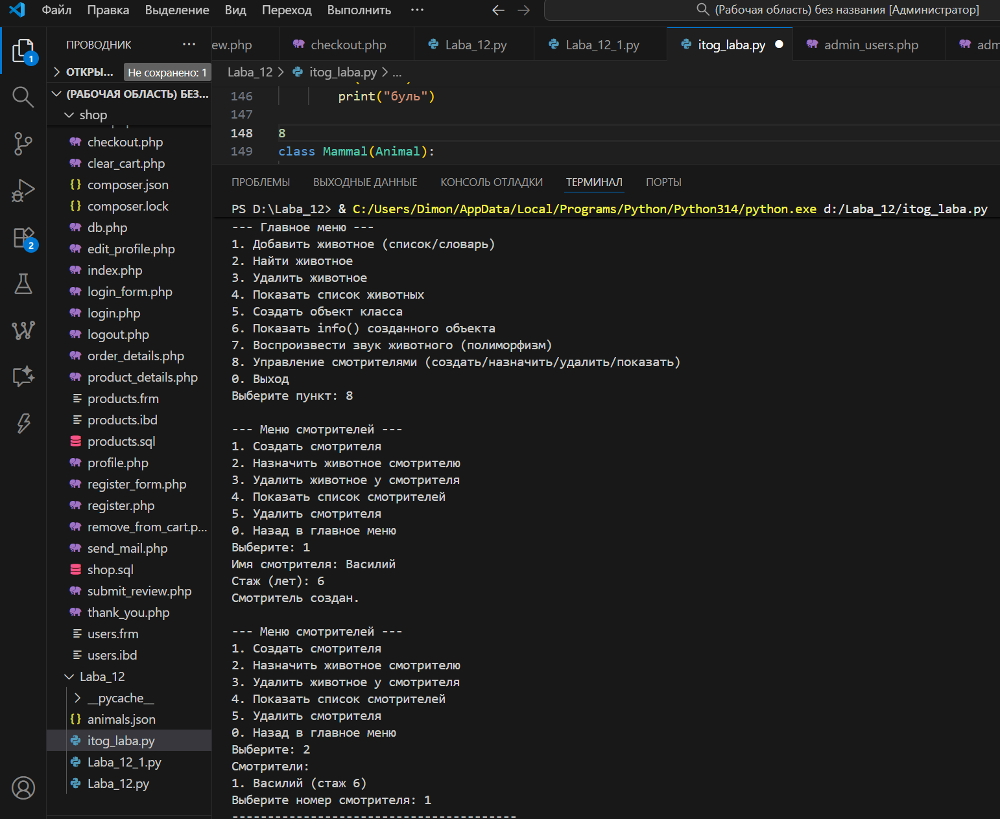 Файл Правка Выделение Вид Переход Выполнить ···
(Рабочая область) без названия [Администратор]
ПРОВОДНИК ···
ew.php checkout.php Laba_12.py Laba_12_1.py itog_laba.py admin_users.php adm
ОТКРЫ... Не сохранено: 1
Laba_12 > itog_laba.py > ...
(РАБОЧАЯ ОБЛАСТЬ) БЕЗ...
shop
checkout.php
clear_cart.php
composer.json
composer.lock
db.php
edit_profile.php
index.php
login_form.php
login.php
logout.php
order_details.php
product_details.php
products.frm
products.ibd
products.sql
profile.php
register_form.php
register.php
remove_from_cart.p...
send_mail.php
shop.sql
submit_review.php
thank_you.php
users.frm
users.ibd
Laba_12
__pycache__
animals.json
itog_laba.py
Laba_12_1.py
Laba_12.py
1
2
146 print("буль")
147
148 8
149 class Mammal(Animal):
ПРОБЛЕМЫ ВЫХОДНЫЕ ДАННЫЕ КОНСОЛЬ ОТЛАДКИ ТЕРМИНАЛ ПОРТЫ
PS D:\Laba_12> & C:/Users/Dimon/AppData/Local/Programs/Python/Python314/python.exe d:/Laba_12/itog_laba.py
--- Главное меню ---
1. Добавить животное (список/словарь)
2. Найти животное
3. Удалить животное
4. Показать список животных
5. Создать объект класса
6. Показать info() созданного объекта
7. Воспроизвести звук животного (полиморфизм)
8. Управление смотрителями (создать/назначить/удалить/показать)
0. Выход
Выберите пункт: 8
--- Меню смотрителей ---
1. Создать смотрителя
2. Назначить животное смотрителю
3. Удалить животное у смотрителя
4. Показать список смотрителей
5. Удалить смотрителя
0. Назад в главное меню
Выберите: 1
Имя смотрителя: Василий
Стаж (лет): 6
Смотритель создан.
--- Меню смотрителей ---
1. Создать смотрителя
2. Назначить животное смотрителю
3. Удалить животное у смотрителя
4. Показать список смотрителей
5. Удалить смотрителя
0. Назад в главное меню
Выберите: 2
Смотрители:
1. Василий (стаж 6)
Выберите номер смотрителя: 1
----------------------------------------